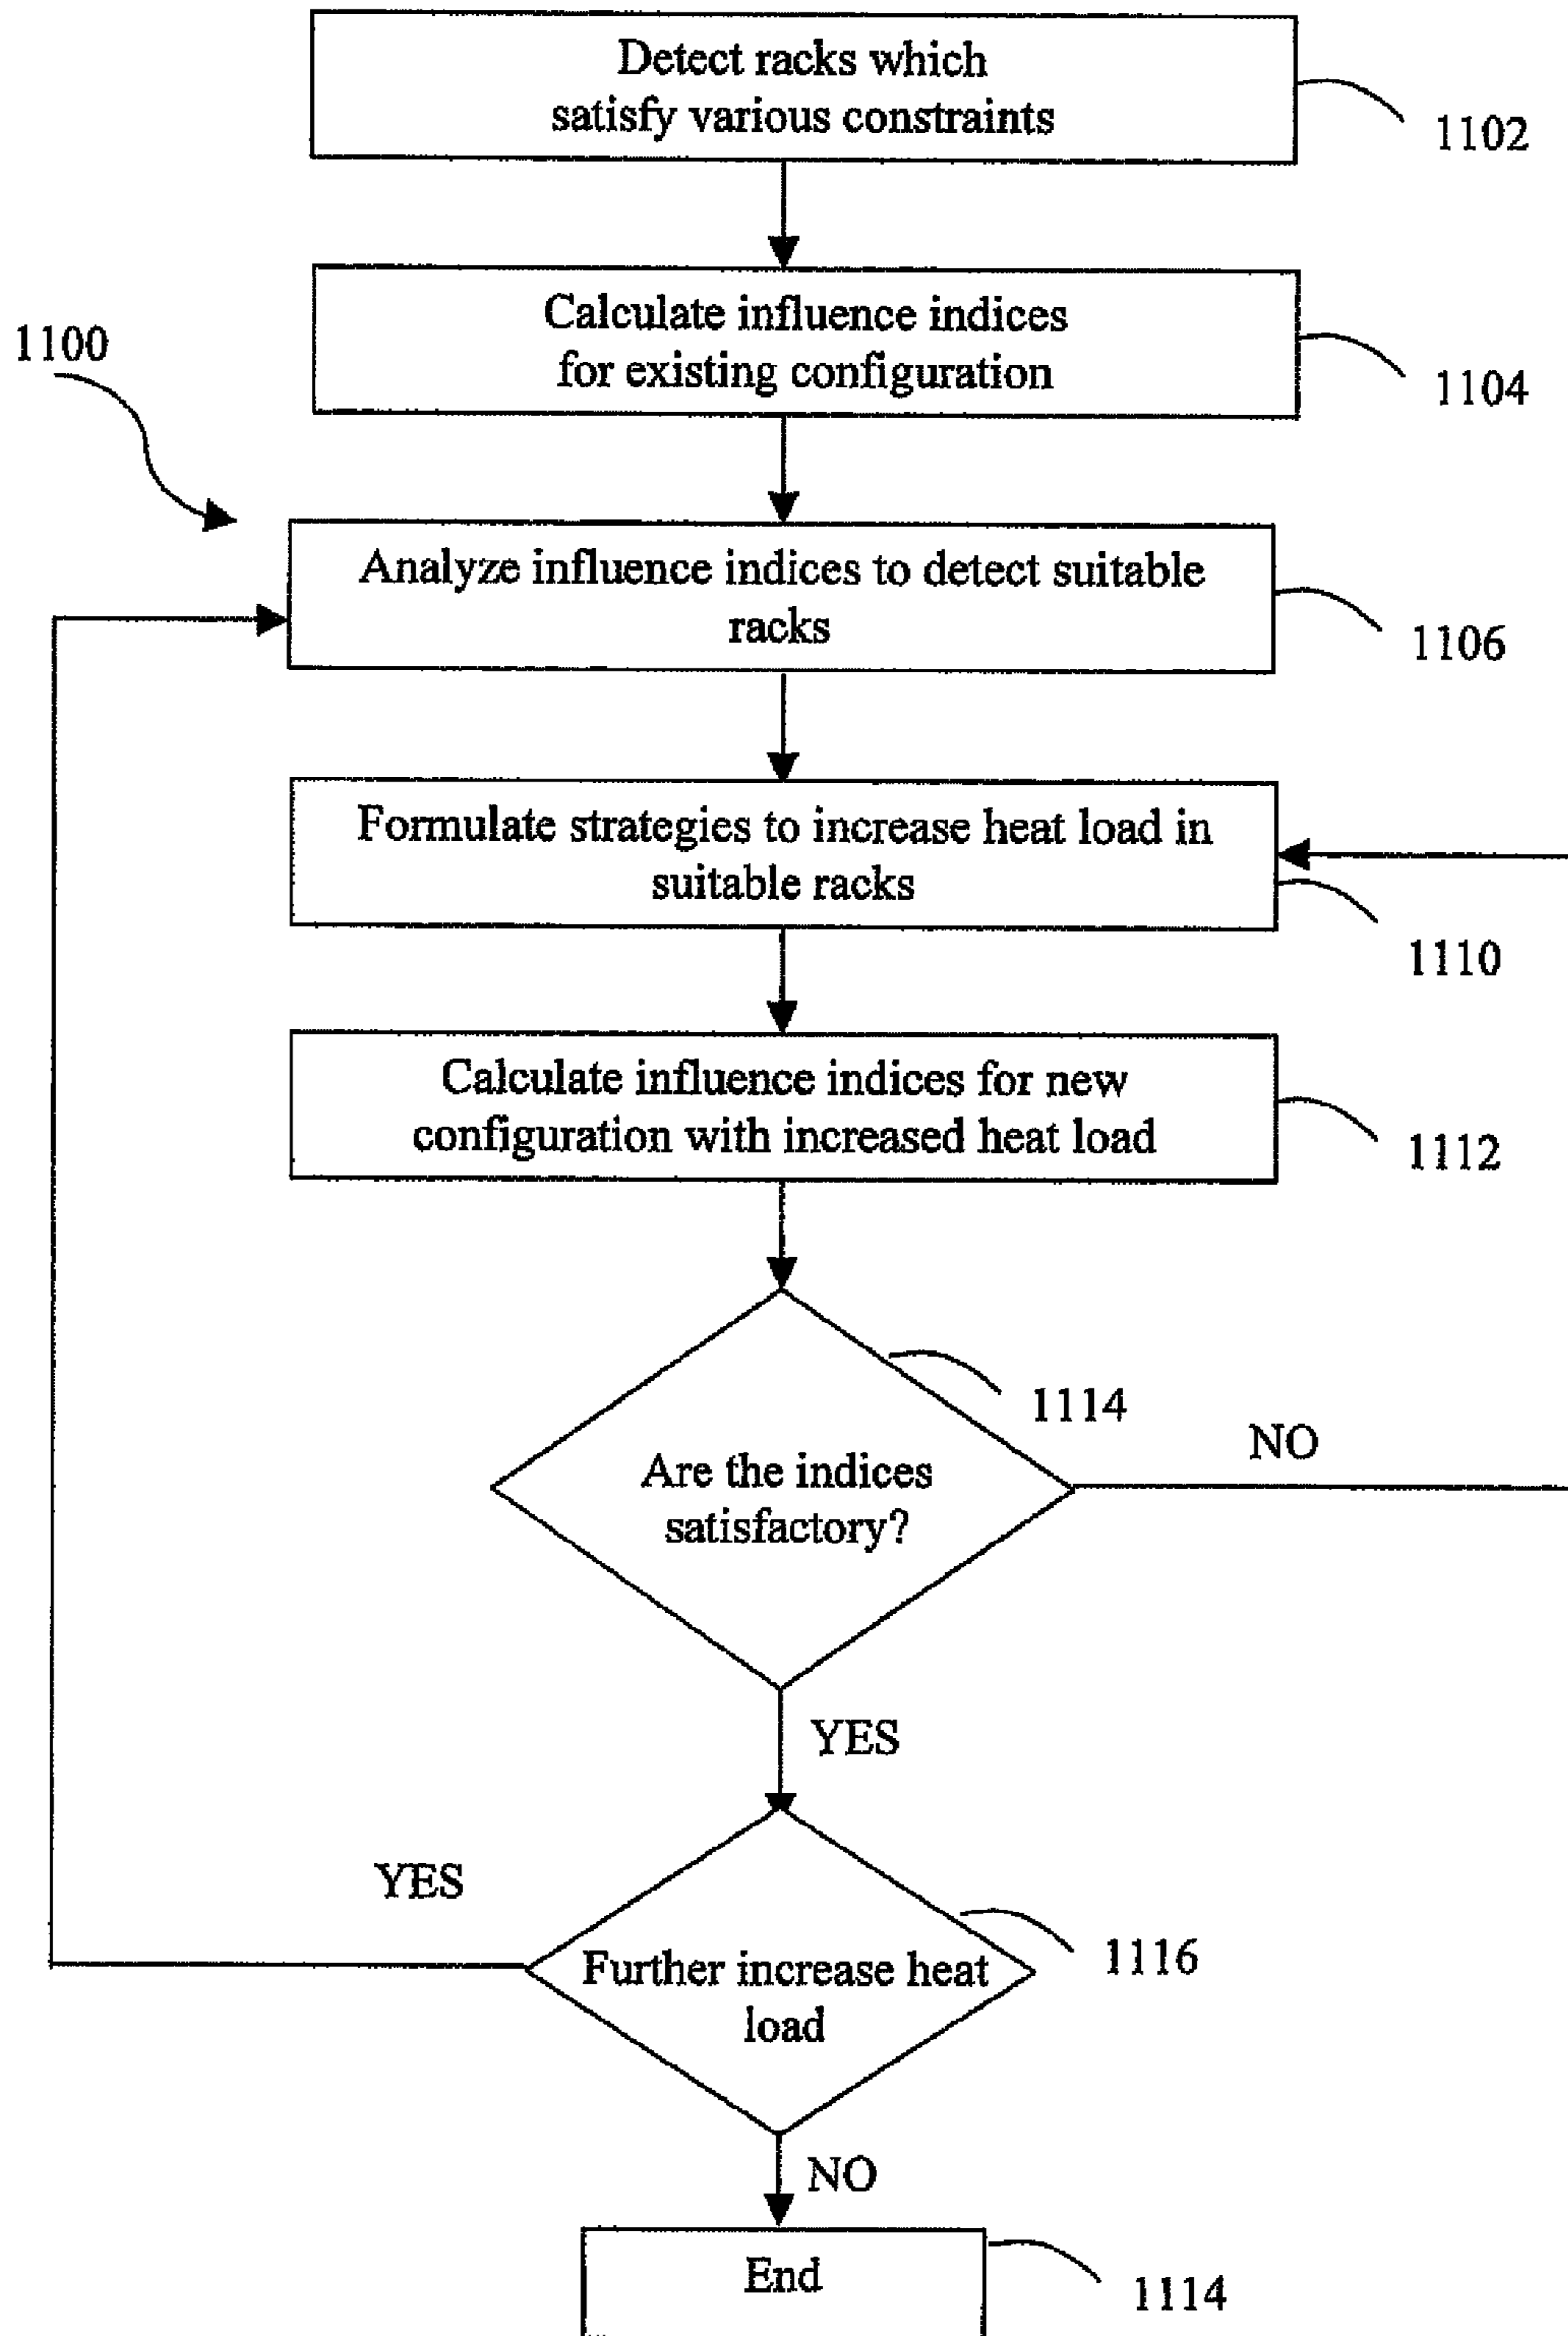 Detect racks which
satisfy various constraints
1102
Calculate influence indices
for existing configuration
1104
1100
Analyze influence indices to detect suitable
racks
1106
Formulate strategies to increase heat load in
suitable racks
1110
Calculate influence indices for new
configuration with increased heat load
1112
1114
Are the indices
satisfactory?
NO
YES
YES
1116
Further increase heat
load
NO
End
1114